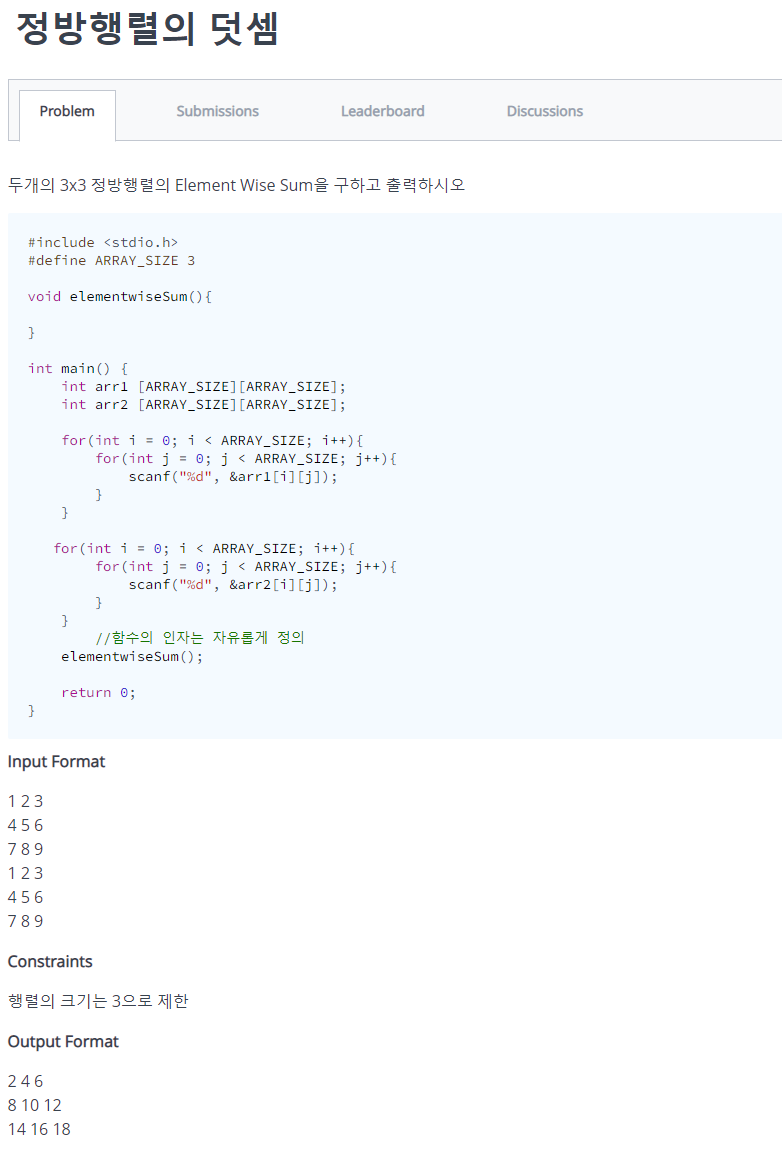 정방행렬의 덧셈
Problem Submissions Leaderboard Discussions
두개의 3x3 정방행렬의 Element Wise Sum을 구하고 출력하시오
#include <stdio.h>
#define ARRAY_SIZE 3
void elementwiseSum(){
}
int main() {
    int arr1 [ARRAY_SIZE][ARRAY_SIZE];
    int arr2 [ARRAY_SIZE][ARRAY_SIZE];
    for(int i = 0; i < ARRAY_SIZE; i++){
        for(int j = 0; j < ARRAY_SIZE; j++){
            scanf("%d", &arr1[i][j]);
        }
    }
   for(int i = 0; i < ARRAY_SIZE; i++){
        for(int j = 0; j < ARRAY_SIZE; j++){
            scanf("%d", &arr2[i][j]);
        }
    }
        //함수의 인자는 자유롭게 정의
    elementwiseSum();
    return 0;
}
Input Format
1 2 3
4 5 6
7 8 9
1 2 3
4 5 6
7 8 9
Constraints
행렬의 크기는 3으로 제한
Output Format
2 4 6
8 10 12
14 16 18